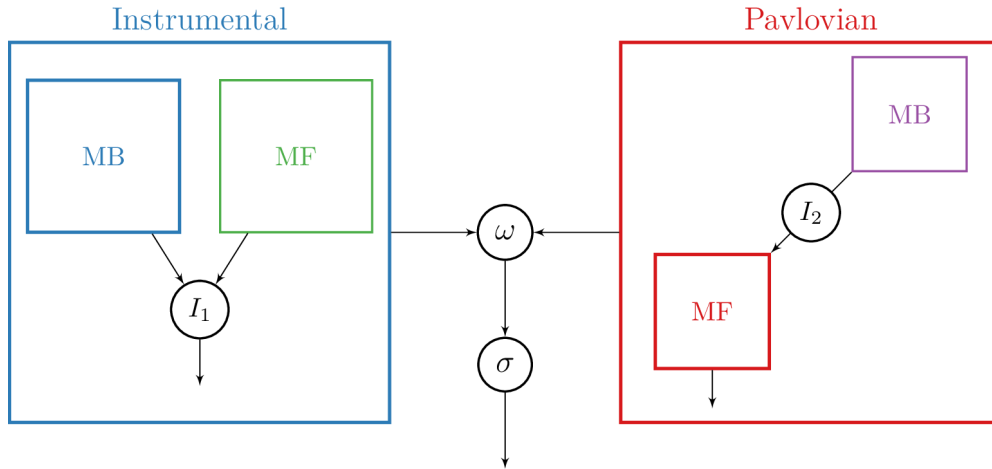 Instrumental
Pavlovian
MB
MF
MB
I₂
ω
I₁
MF
σ